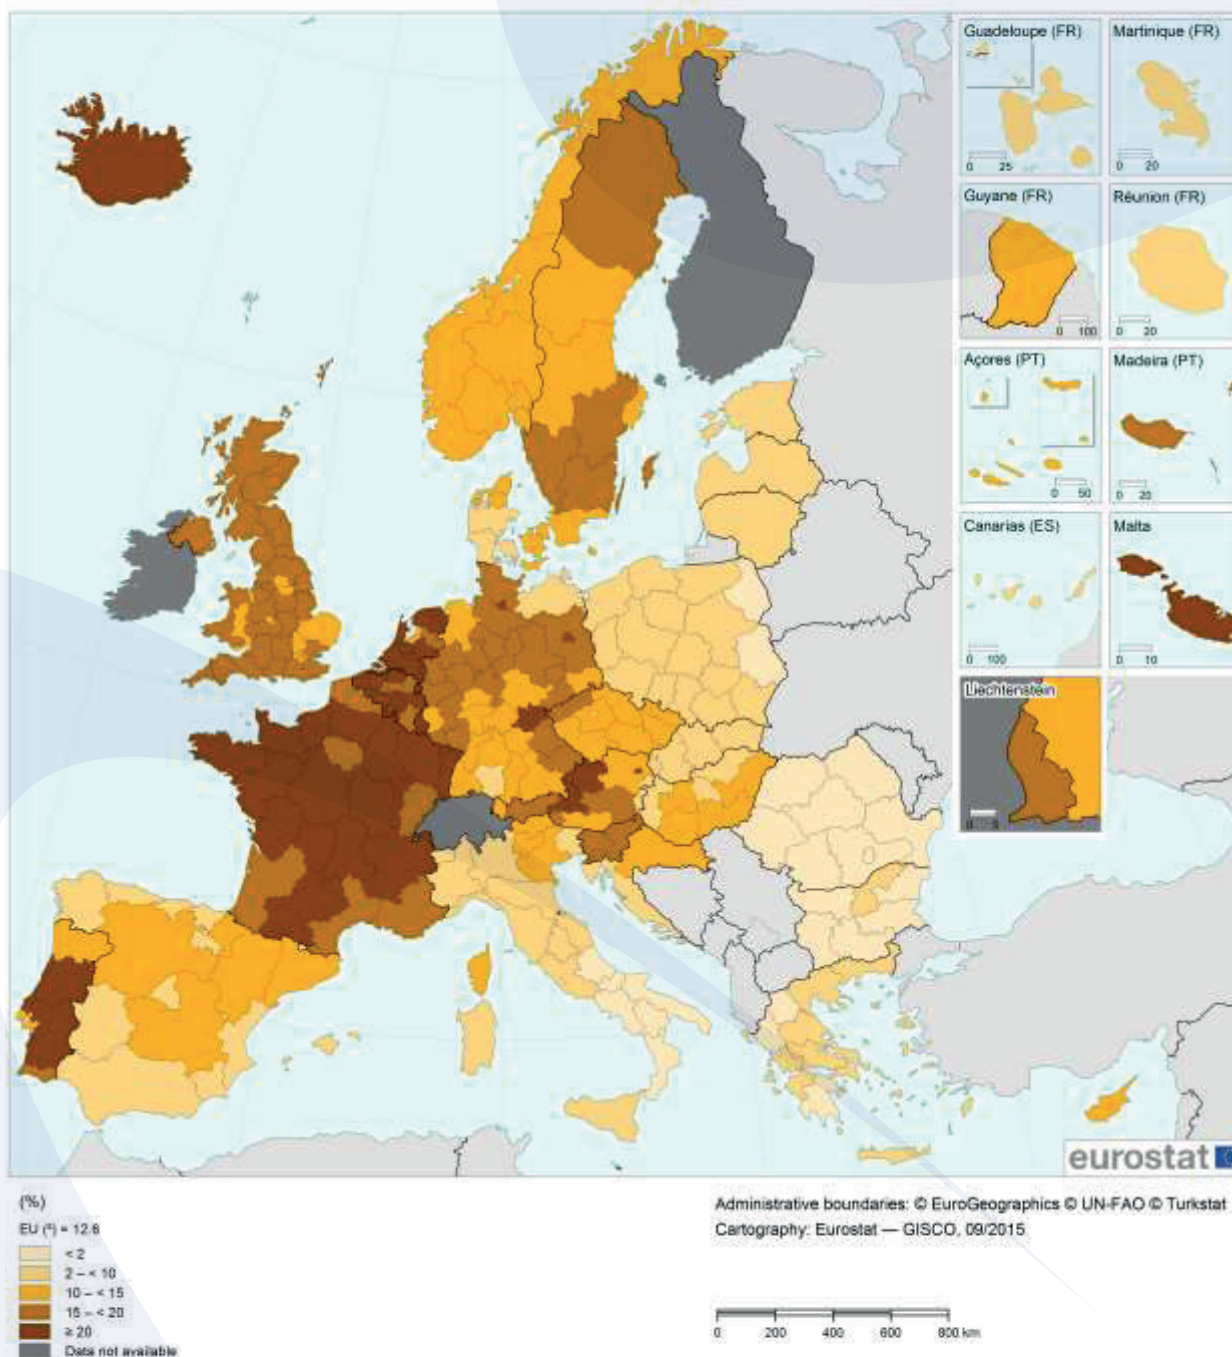 Guadeloupe (FR)
Martinique (FR)
0 25
0 20
Guyane (FR)
Réunion (FR)
0 100
0 20
Açores (PT)
Madeira (PT)
0 50
0 20
Canarias (ES)
Malta
0 100
0 10
Liechtenstein
eurostat
(%)
EU (²) = 12.6
< 2
2 – < 10
10 – < 15
15 – < 20
≥ 20
Data not available
Administrative boundaries: © EuroGeographics © UN-FAO © Turkstat
Cartography: Eurostat — GISCO, 09/2015
0 200 400 600 800 km